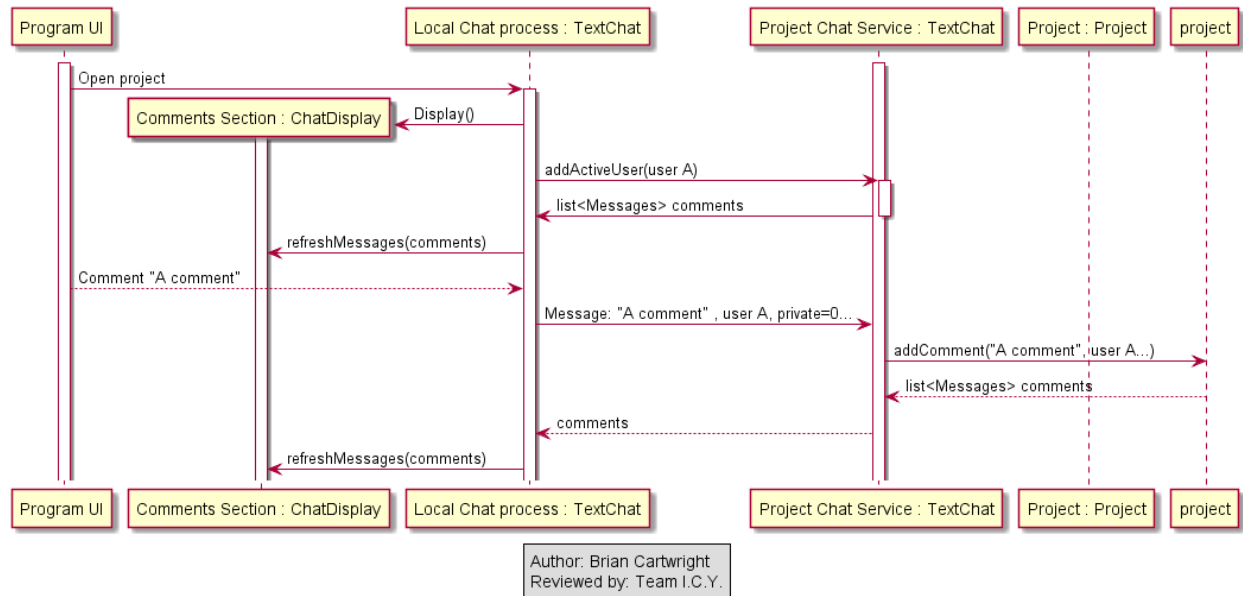 Program UI
Local Chat process : TextChat
Project Chat Service : TextChat
Project : Project
project
Open project
Comments Section : ChatDisplay
Display()
addActiveUser(user A)
list<Messages> comments
refreshMessages(comments)
Comment "A comment"
Message: "A comment" , user A, private=0...
addComment("A comment", user A...)
list<Messages> comments
comments
refreshMessages(comments)
Program UI
Comments Section : ChatDisplay
Local Chat process : TextChat
Project Chat Service : TextChat
Project : Project
project
Author: Brian Cartwright
Reviewed by: Team I.C.Y.